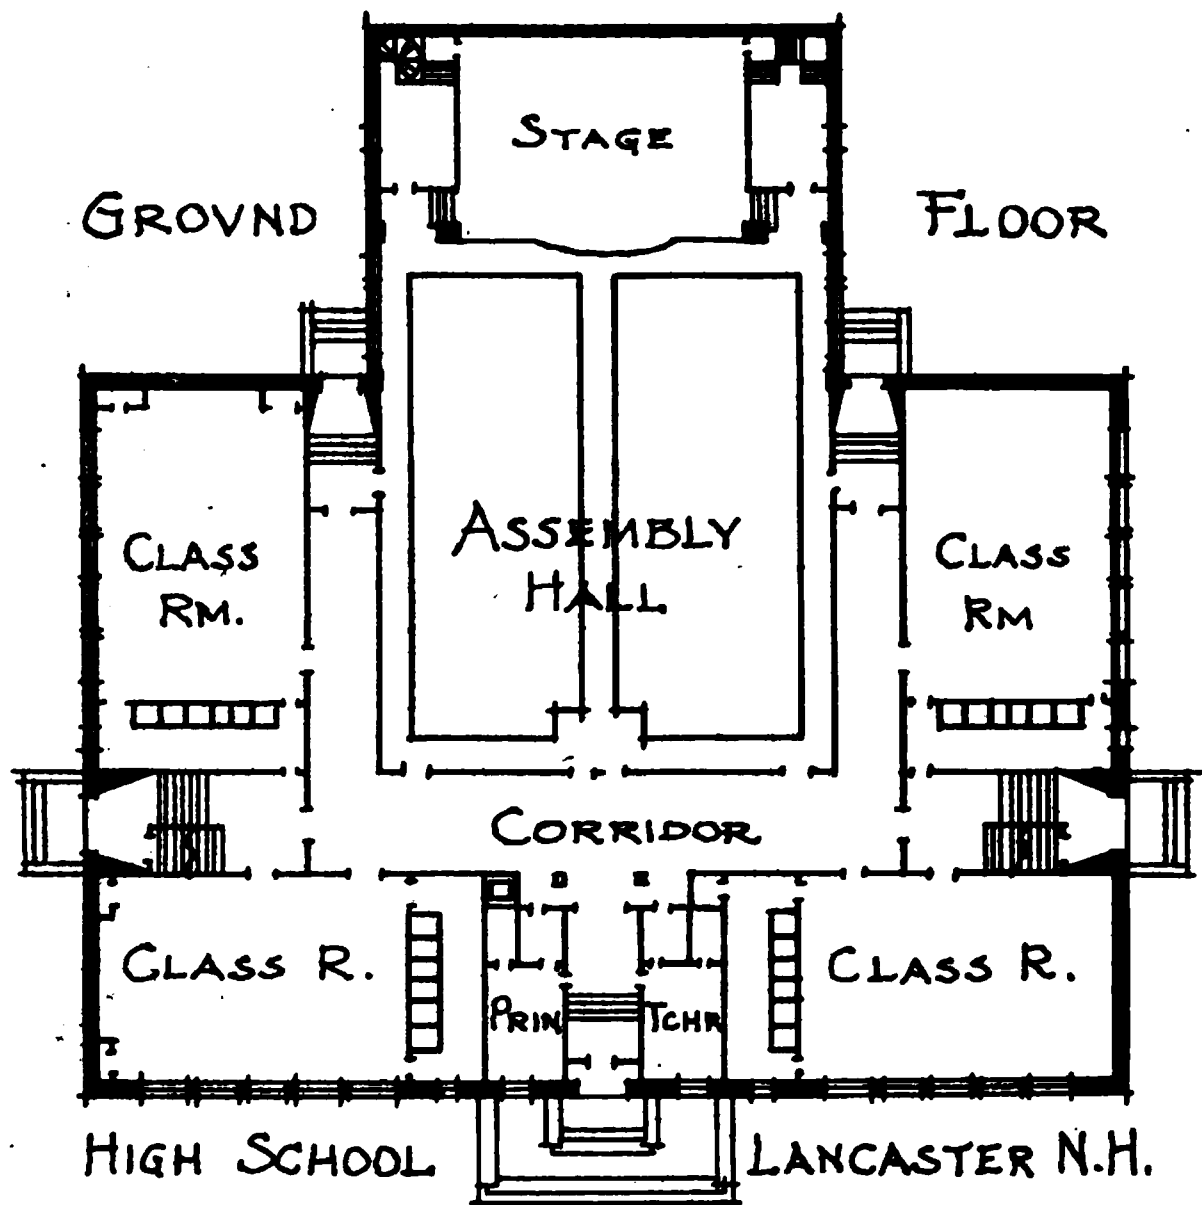 STAGE
GROVND FLOOR
ASSEMBLY
HALL
CLASS
RM.
CLASS
RM
CORRIDOR
CLASS R.
CLASS R.
PRIN
TCHR
HIGH SCHOOL LANCASTER N.H.